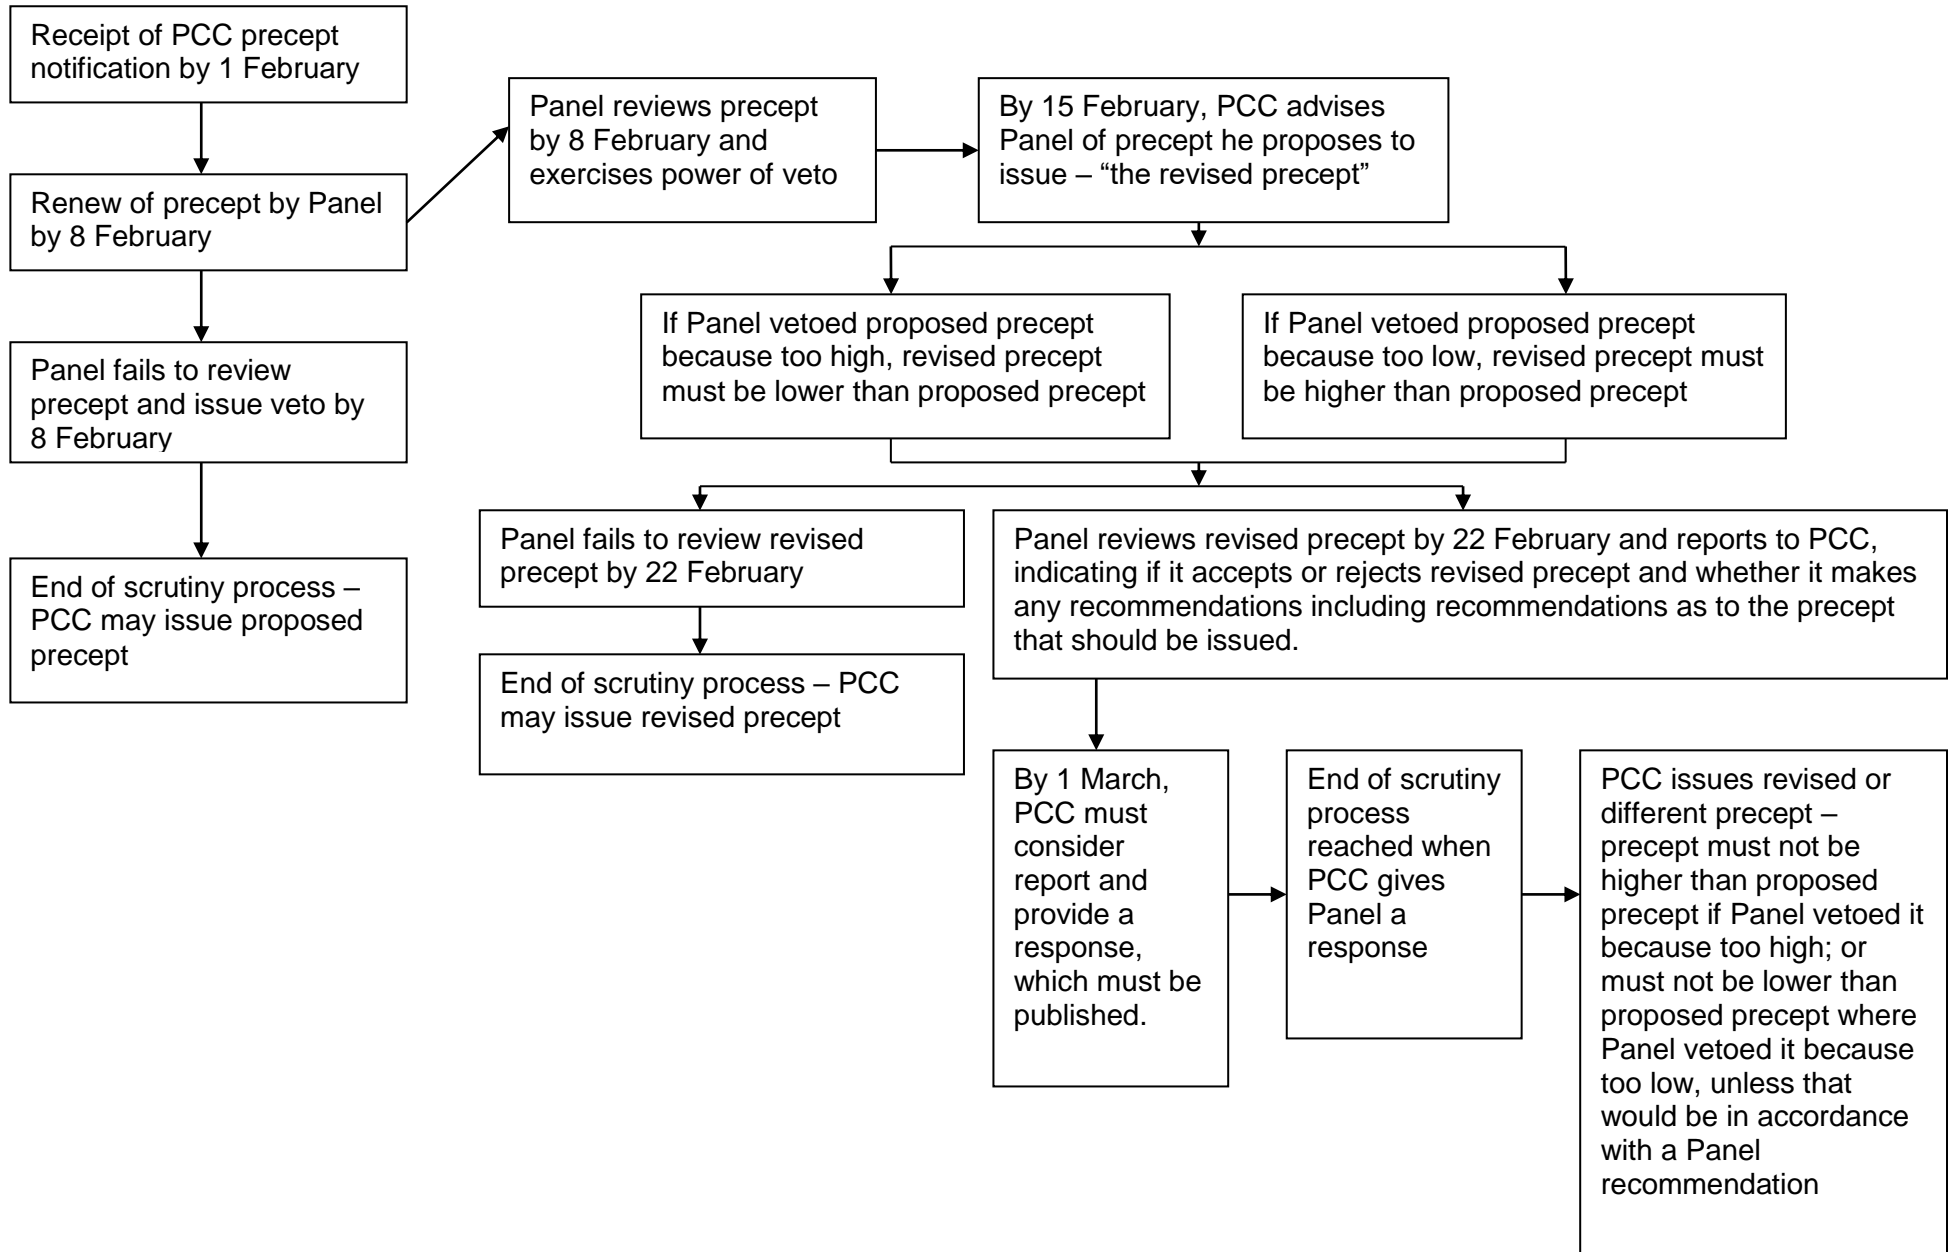 Receipt of PCC precept
notification by 1 February
Renew of precept by Panel
by 8 February
Panel fails to review
precept and issue veto by
8 February
End of scrutiny process –
PCC may issue proposed
precept
Panel reviews precept
by 8 February and
exercises power of veto
By 15 February, PCC advises
Panel of precept he proposes to
issue – “the revised precept”
If Panel vetoed proposed precept
because too high, revised precept
must be lower than proposed precept
If Panel vetoed proposed precept
because too low, revised precept must
be higher than proposed precept
Panel fails to review revised
precept by 22 February
End of scrutiny process – PCC
may issue revised precept
Panel reviews revised precept by 22 February and reports to PCC,
indicating if it accepts or rejects revised precept and whether it makes
any recommendations including recommendations as to the precept
that should be issued.
By 1 March,
PCC must
consider
report and
provide a
response,
which must be
published.
End of scrutiny
process
reached when
PCC gives
Panel a
response
PCC issues revised or
different precept –
precept must not be
higher than proposed
precept if Panel vetoed it
because too high; or
must not be lower than
proposed precept where
Panel vetoed it because
too low, unless that
would be in accordance
with a Panel
recommendation